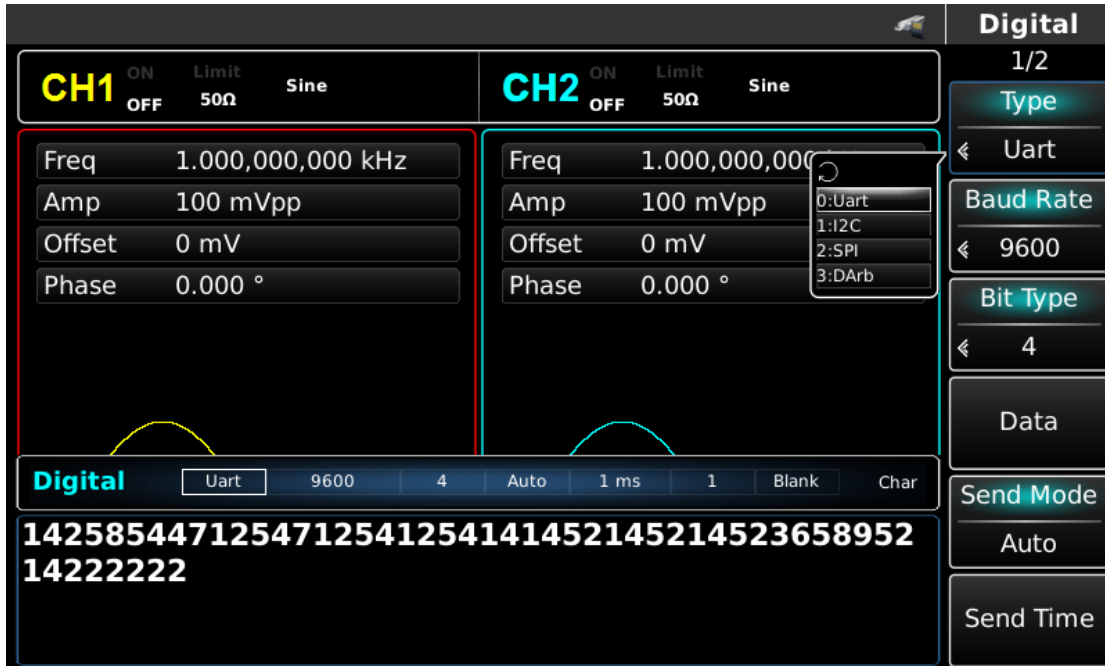 Digital
1/2
CH1 ON OFF Limit 50Ω Sine
CH2 ON OFF Limit 50Ω Sine
Type
Uart
Freq 1.000,000,000 kHz
Amp 100 mVpp
Offset 0 mV
Phase 0.000 °
Freq 1.000,000,000
Amp 100 mVpp
Offset 0 mV
Phase 0.000 °
0:Uart
1:I2C
2:SPI
3:DArb
Baud Rate
9600
Bit Type
4
Data
Send Mode
Auto
Send Time
Digital Uart 9600 4 Auto 1 ms 1 Blank Char
14258544712547125412541414521452145236589​52
14222222